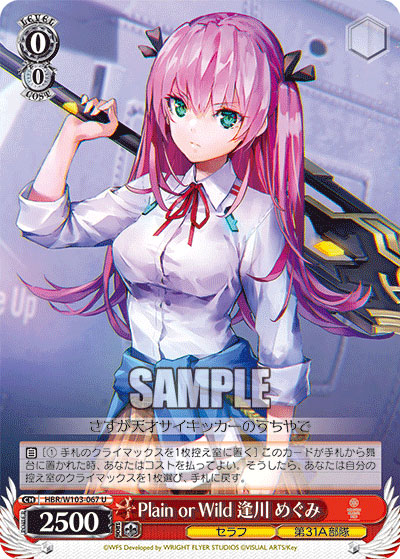 LEVEL
0
0
COST
e Up
SAMPLE
さすが天才サイキッカーのうちやで
自 [① 手札のクライマックスを1枚控え室に置く] このカードが手札から舞
台に置かれた時、あなたはコストを払ってよい。そうしたら、あなたは自分の
控え室のクライマックスを1枚選び、手札に戻す。
CH HBR/W103-067 U
2500
Plain or Wild 逢川 めぐみ
セラフ 第31A部隊
©WFS Developed by WRIGHT FLYER STUDIOS ©VISUAL ARTS/Key